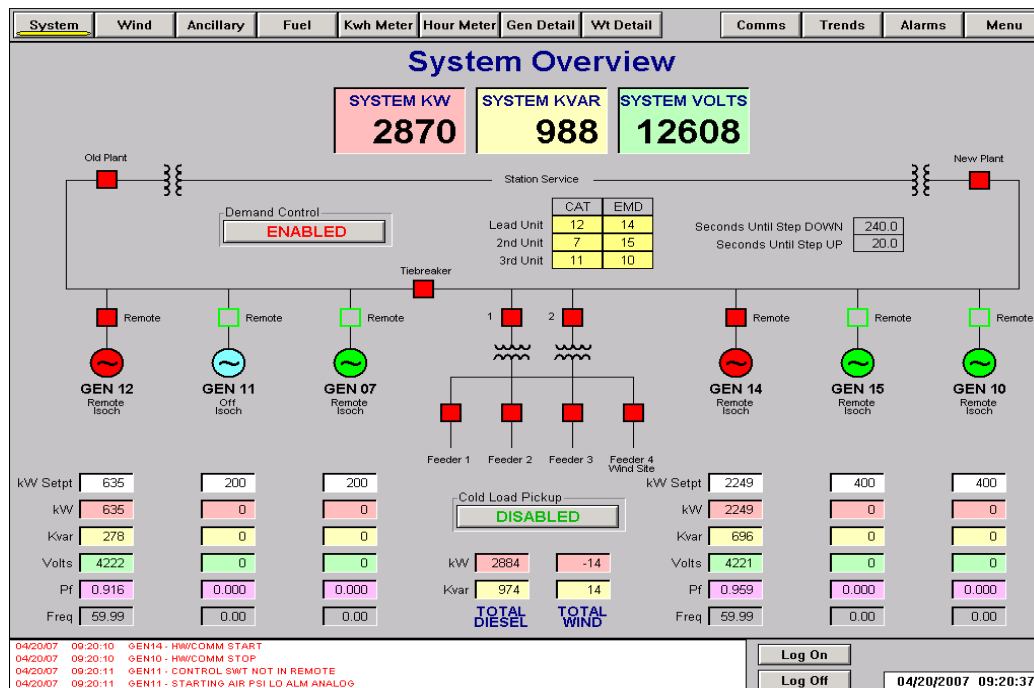 System Wind Ancillary Fuel Kwh Meter Hour Meter Gen Detail Wt Detail Comms Trends Alarms Menu
System Overview
SYSTEM KW SYSTEM KVAR SYSTEM VOLTS
2870 988 12608
Old Plant New Plant
Station Service
Demand Control
ENABLED
CAT EMD
Lead Unit 12 14
2nd Unit 7 15
3rd Unit 11 10
Seconds Until Step DOWN 240.0
Seconds Until Step UP 20.0
Tiebreaker
Remote Remote Remote 1 2 Remote Remote Remote
GEN 12 GEN 11 GEN 07 GEN 14 GEN 15 GEN 10
Remote Off Remote Remote Remote Remote
Isoch Isoch Isoch Isoch Isoch Isoch
Feeder 1 Feeder 2 Feeder 3 Feeder 4
Wind Site
kW Setpt 635 200 200 kW Setpt 2249 400 400
Cold Load Pickup
DISABLED
kW 635 0 0 kW 2249 0 0
Kvar 278 0 0 Kvar 696 0 0
Volts 4222 0 0 kW 2884 -14 Volts 4221 0 0
Pf 0.916 0.000 0.000 Kvar 974 14 Pf 0.959 0.000 0.000
TOTAL TOTAL
DIESEL WIND
Freq 59.99 0.00 0.00 Freq 59.99 0.00 0.00
04/20/07 09:20:10 GEN14 - HW/COMM START
04/20/07 09:20:10 GEN10 - HW/COMM STOP
04/20/07 09:20:11 GEN11 - CONTROL SWT NOT IN REMOTE
04/20/07 09:20:11 GEN11 - STARTING AIR PSI LO ALM ANALOG
Log On
Log Off
04/20/2007 09:20:37